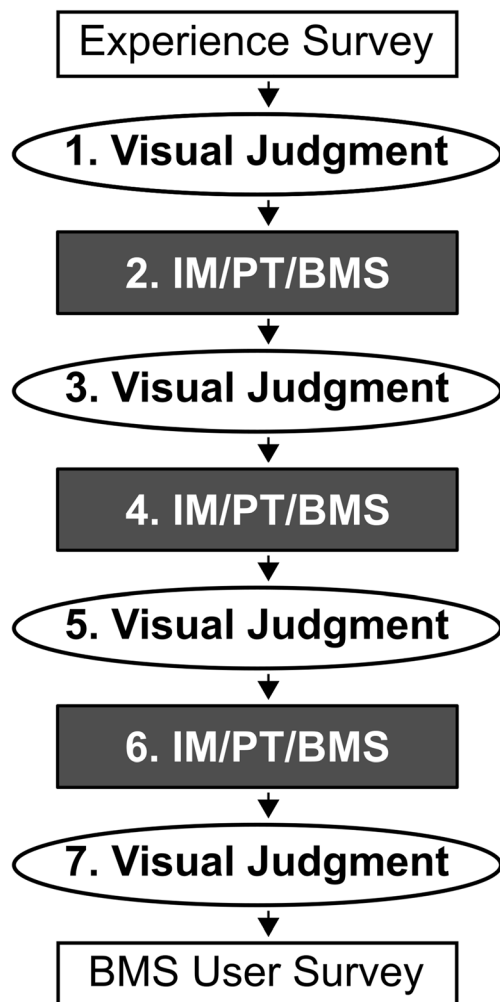 Experience Survey
1. Visual Judgment
2. IM/PT/BMS
3. Visual Judgment
4. IM/PT/BMS
5. Visual Judgment
6. IM/PT/BMS
7. Visual Judgment
BMS User Survey